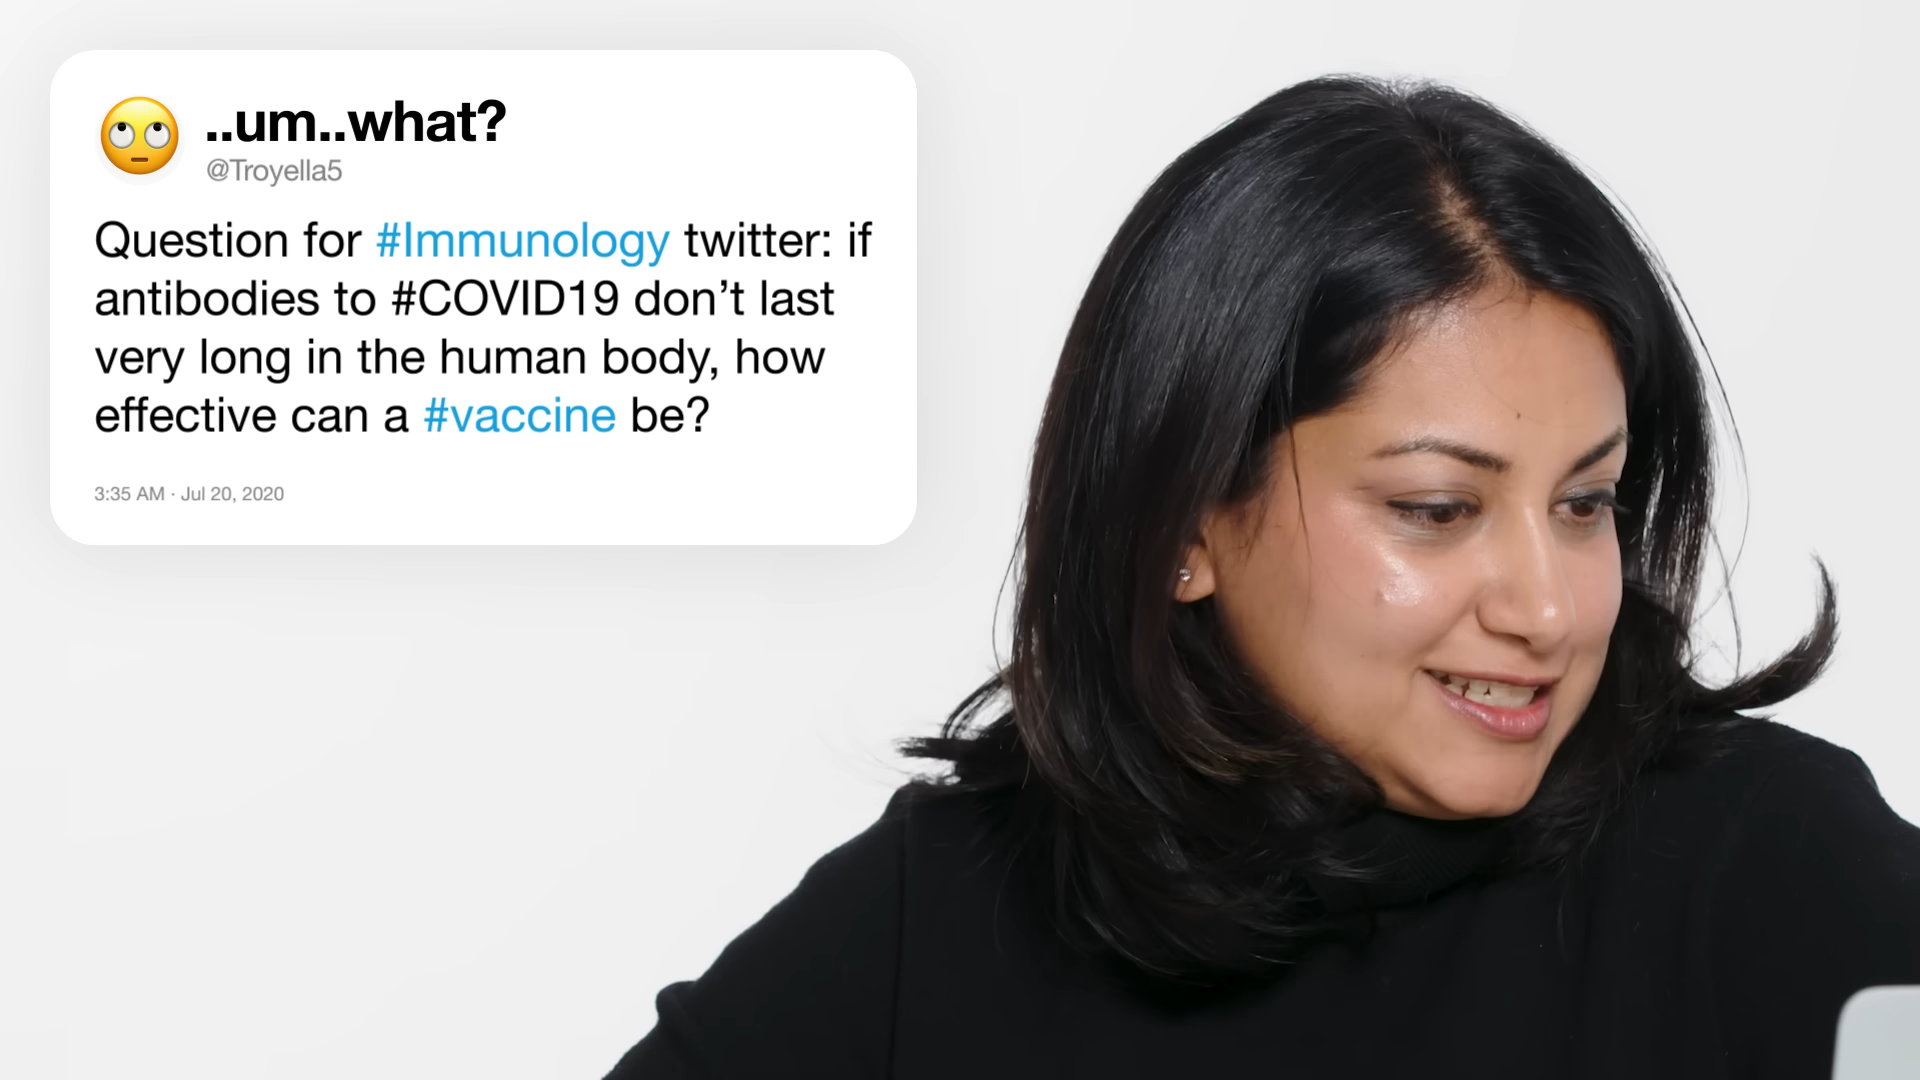 ..um..what?
@Troyella5
Question for #Immunology twitter: if
antibodies to #COVID19 don’t last
very long in the human body, how
effective can a #vaccine be?
3:35 AM · Jul 20, 2020